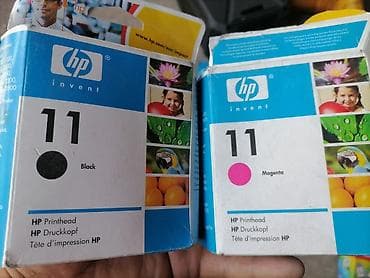 hp
invent
11
Black
HP Printhead
HP Druckkopf
Tête d'impression HP
hp
invent
11
Magenta
HP Printhead
HP Druckkopf
Tête d'impression HP